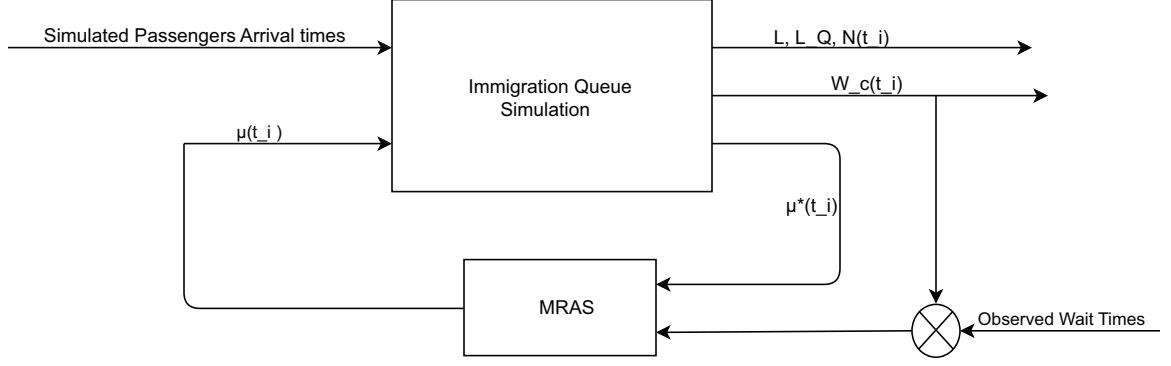 Simulated Passengers Arrival times
L, L_Q, N(t_i)
Immigration Queue
Simulation
W_c(t_i)
µ(t_i )
µ*(t_i)
MRAS
Observed Wait Times